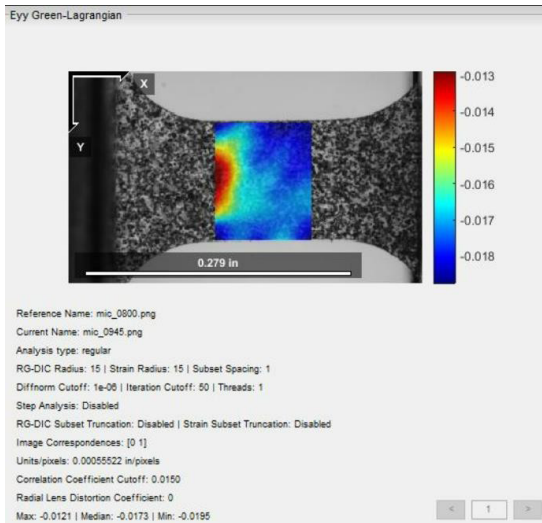 Eyy Green-Lagrangian
X
Y
-0.013
-0.014
-0.015
-0.016
-0.017
-0.018
0.279 in
Reference Name: mic_0800.png
Current Name: mic_0945.png
Analysis type: regular
RG-DIC Radius: 15 | Strain Radius: 15 | Subset Spacing: 1
Diffnorm Cutoff: 1e-06 | Iteration Cutoff: 50 | Threads: 1
Step Analysis: Disabled
RG-DIC Subset Truncation: Disabled | Strain Subset Truncation: Disabled
Image Correspondences: [0 1]
Units/pixels: 0.00055522 in/pixels
Correlation Coefficient Cutoff: 0.0150
Radial Lens Distortion Coefficient: 0
Max: -0.0121 | Median: -0.0173 | Min: -0.0195
< 1 >